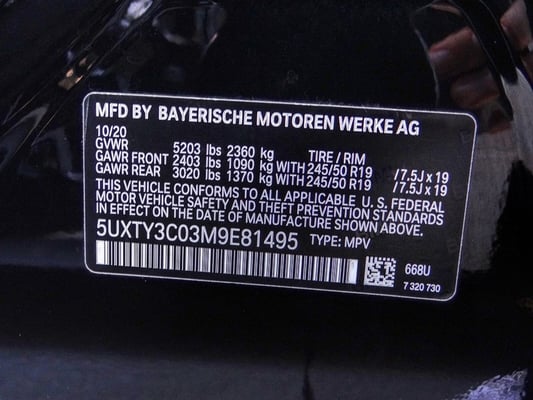 MFD BY BAYERISCHE MOTOREN WERKE AG
10/20
GVWR 5203 lbs 2360 kg TIRE / RIM
GAWR FRONT 2403 lbs 1090 kg WITH 245/50 R19 / 7.5J x 19
GAWR REAR 3020 lbs 1370 kg WITH 245/50 R19 / 7.5J x 19
THIS VEHICLE CONFORMS TO ALL APPLICABLE U. S. FEDERAL
MOTOR VEHICLE SAFETY AND THEFT PREVENTION STANDARDS
IN EFFECT ON THE DATE OF MANUFACTURE SHOWN ABOVE.
5UXTY3C03M9E81495 TYPE: MPV
668U
7 320 730